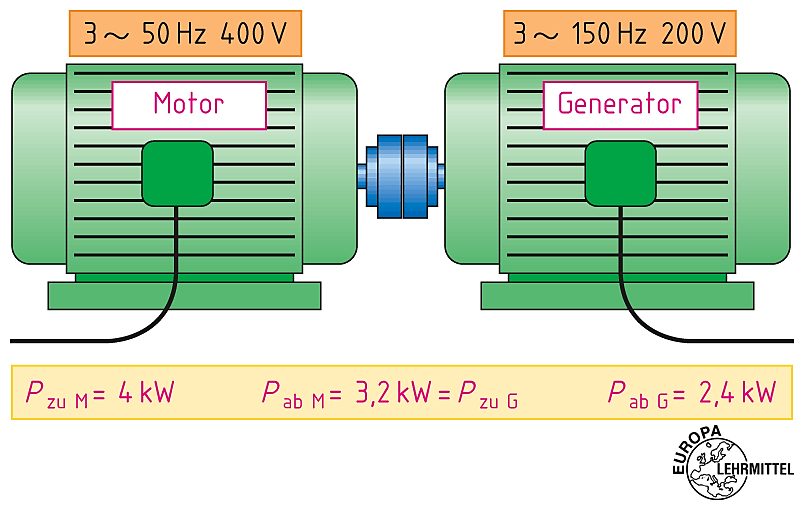 3 ~ 50 Hz 400 V
3 ~ 150 Hz 200 V
Motor
Generator
P zu M = 4 kW
P ab M = 3,2 kW = P zu G
P ab G = 2,4 kW
EUROPA
LEHRMITTEL